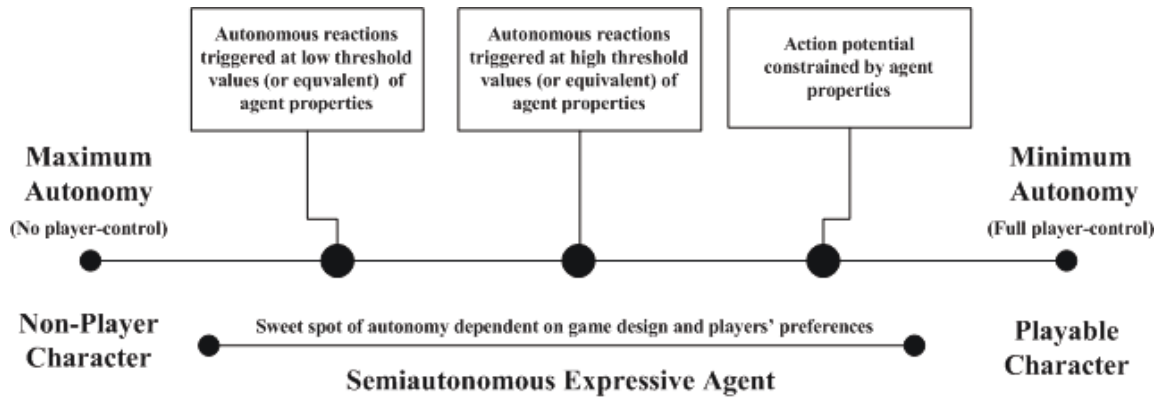 Autonomous reactions
triggered at low threshold
values (or equvalent) of
agent properties
Autonomous reactions
triggered at high threshold
values (or equivalent) of
agent properties
Action potential
constrained by agent
properties
Maximum
Autonomy
(No player-control)
Minimum
Autonomy
(Full player-control)
Non-Player
Character
Sweet spot of autonomy dependent on game design and players' preferences
Semiautonomous Expressive Agent
Playable
Character